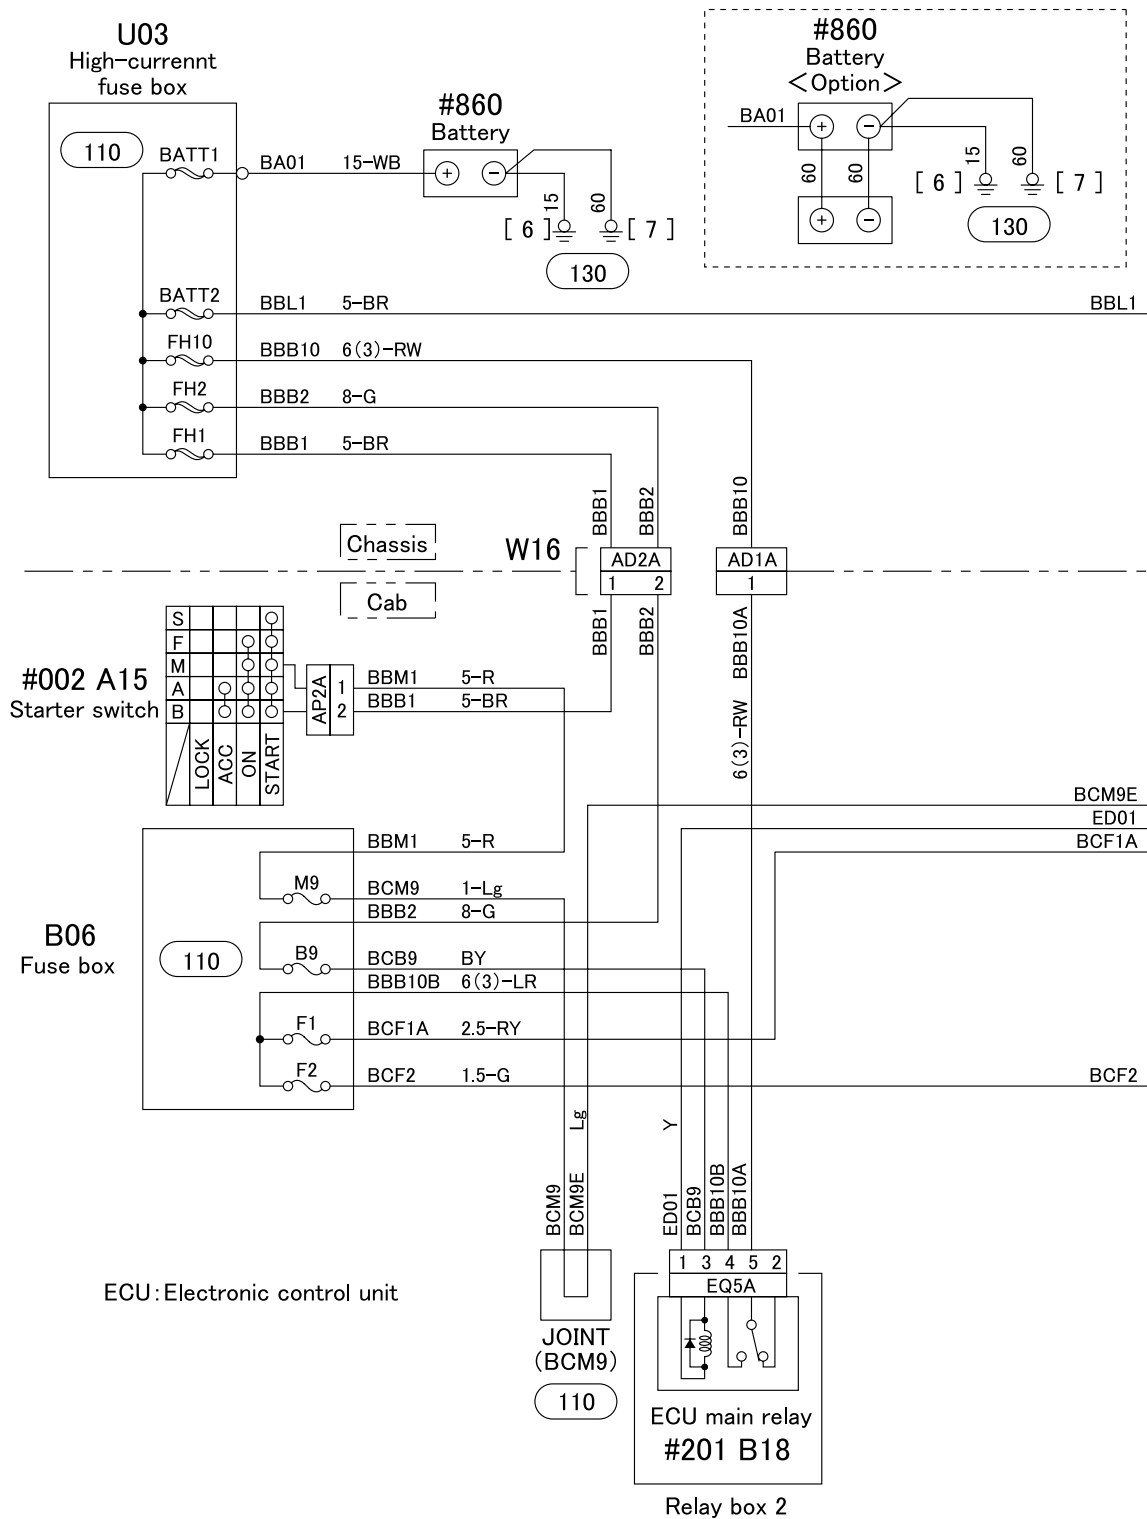 U03
High-currennt
fuse box
110
BATT1
BA01 15-WB
#860
Battery
+ −
15
60
[ 6 ] [ 7 ]
130
#860
Battery
<Option>
BA01
+ −
60
60
15
60
+ −
[ 6 ] [ 7 ]
130
BATT2
BBL1 5-BR BBL1
FH10
BBB10 6(3)-RW
FH2
BBB2 8-G
FH1
BBB1 5-BR
BBB1
BBB2
BBB10
Chassis
W16
AD2A
1 2
AD1A
1
Cab
BBB1
BBB2
BBB10A
6(3)-RW
#002 A15
Starter switch
S
F
M
A
B
LOCK
ACC
ON
START
AP2A
1
2
BBM1 5-R
BBB1 5-BR
BCM9E
ED01
BCF1A
B06
Fuse box
110
BBM1 5-R
M9
BCM9 1-Lg
BBB2 8-G
B9
BCB9 BY
BBB10B 6(3)-LR
F1
BCF1A 2.5-RY
F2
BCF2 1.5-G BCF2
Lg
Y
BCM9
BCM9E
ED01
BCB9
BBB10B
BBB10A
1 3 4 5 2
EQ5A
ECU:Electronic control unit
JOINT
(BCM9)
110
ECU main relay
#201 B18
Relay box 2